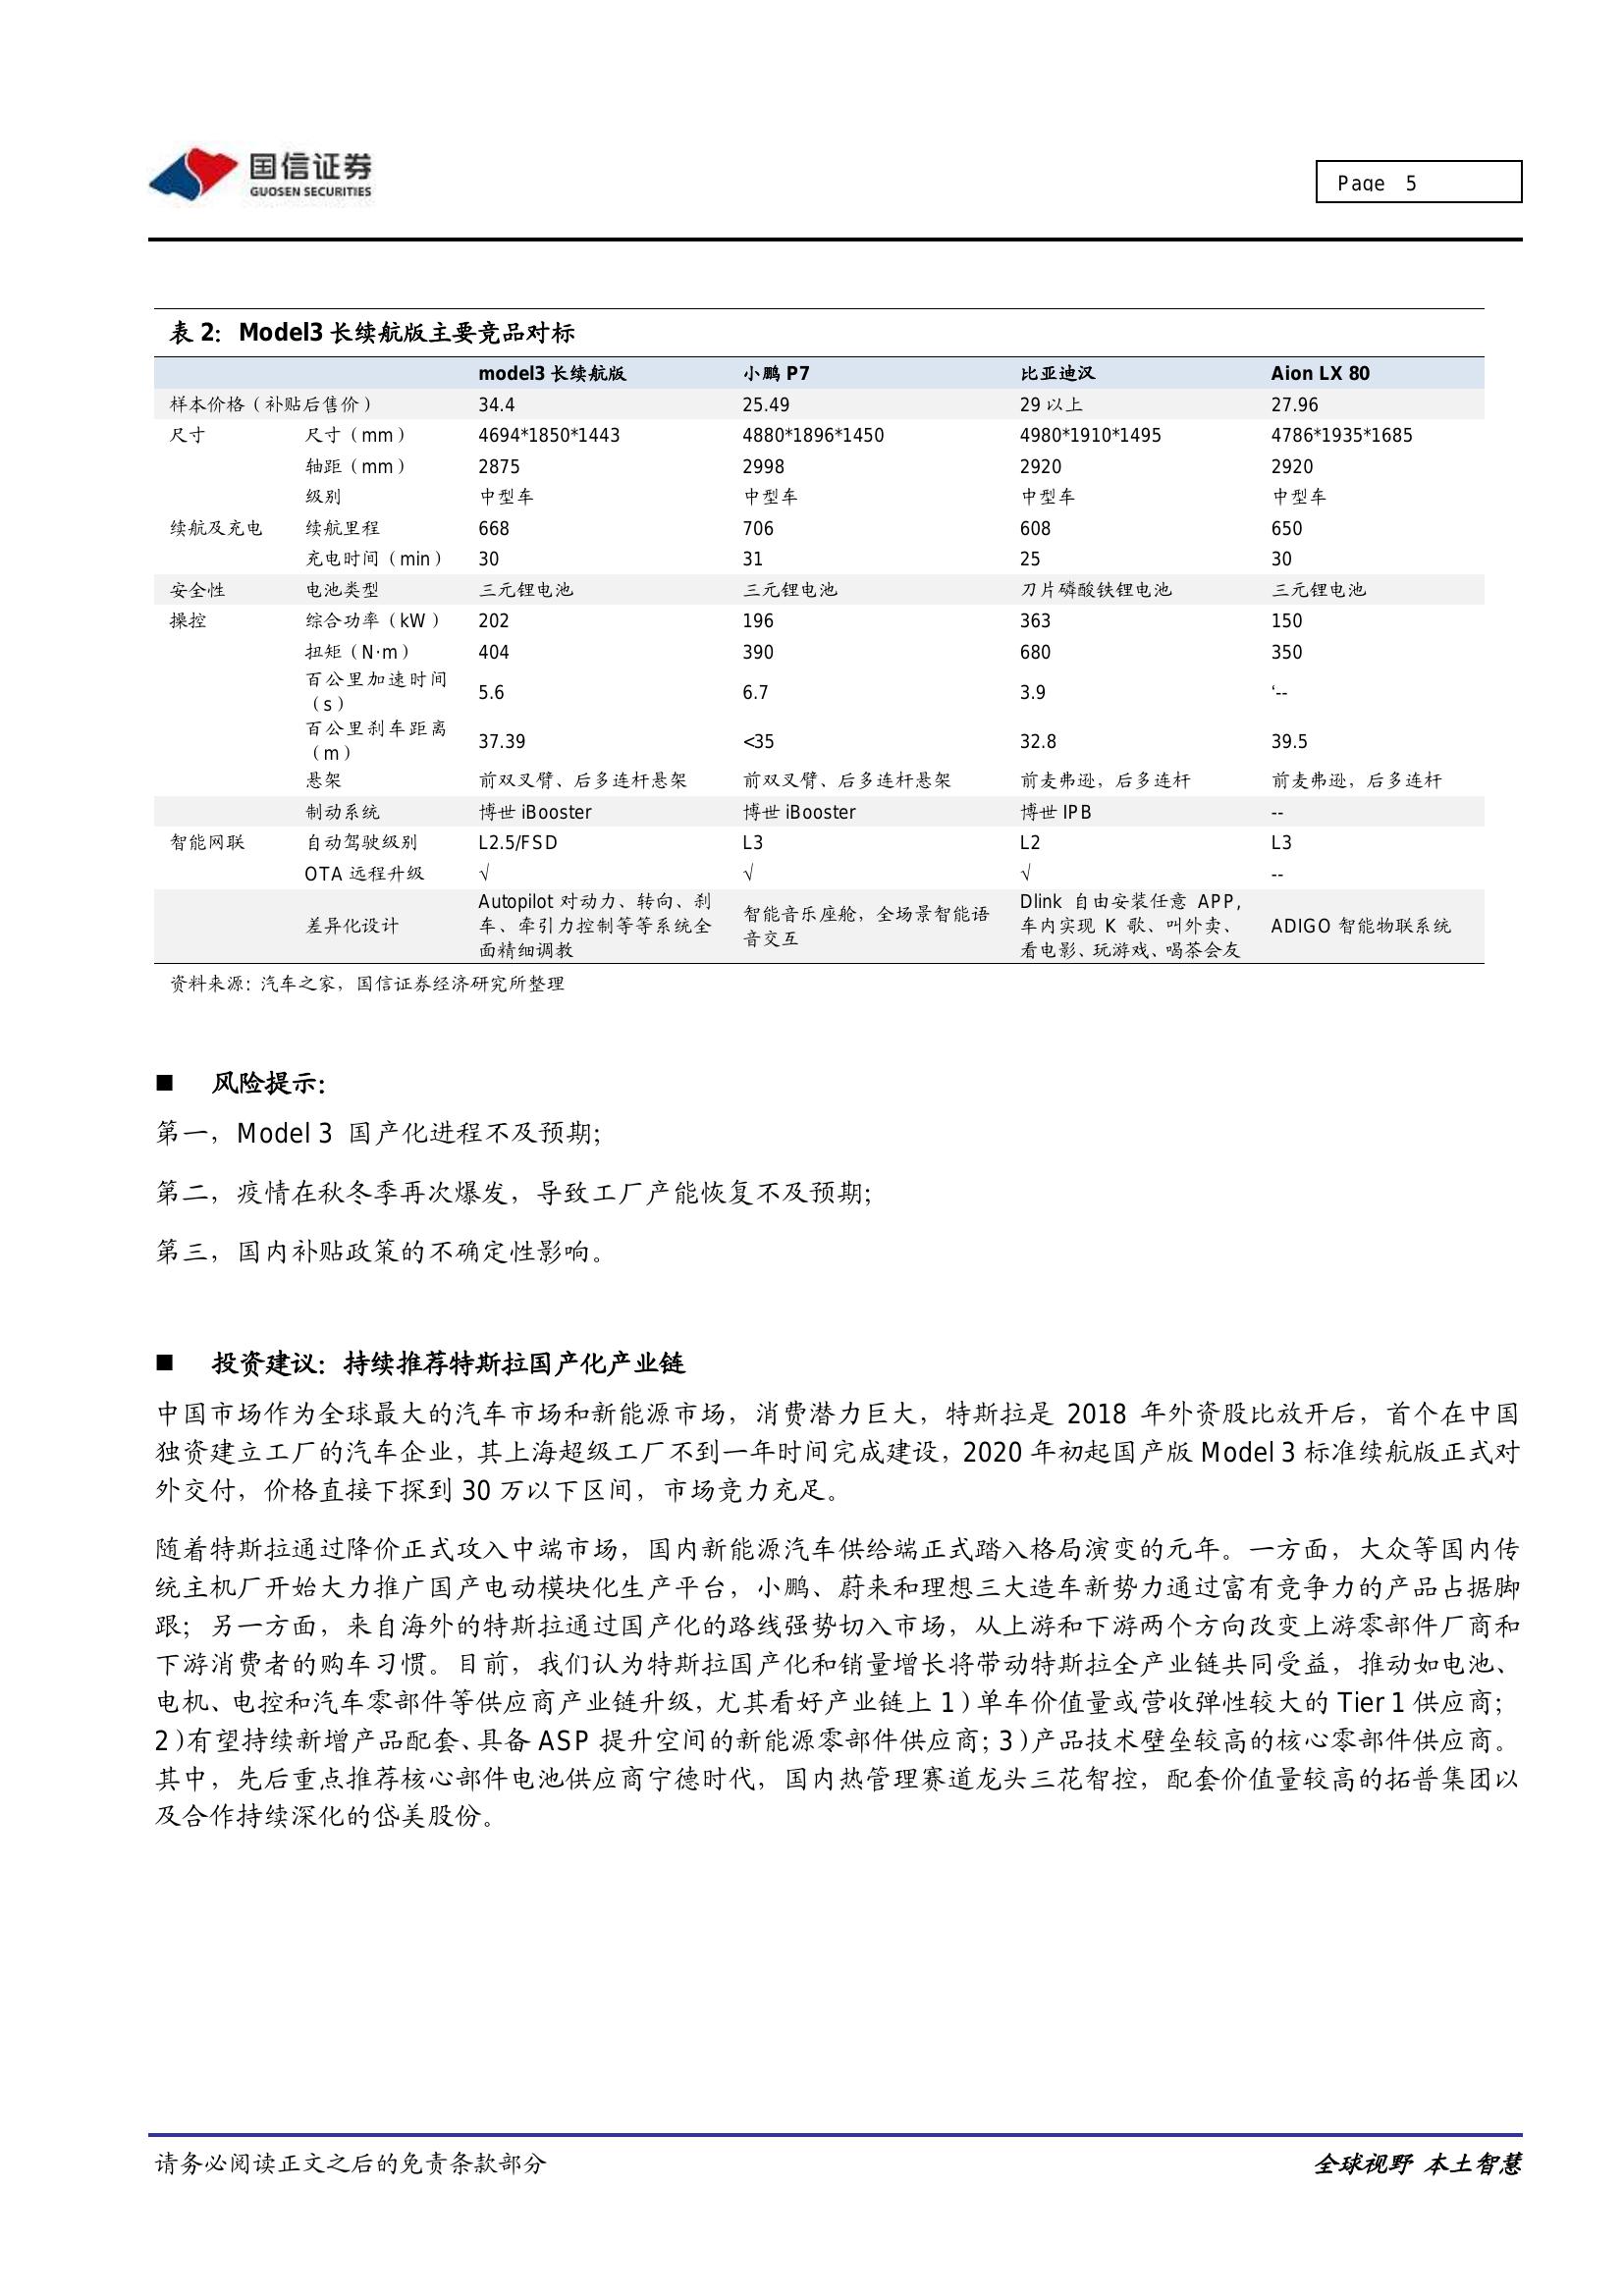 国信证券
GUOSEN SECURITIES
Page 5
表 2：Model3 长续航版主要竞品对标
model3 长续航版 小鹏 P7 比亚迪汉 Aion LX 80
样本价格（补贴后售价） 34.4 25.49 29 以上 27.96
尺寸 尺寸（mm） 4694*1850*1443 4880*1896*1450 4980*1910*1495 4786*1935*1685
轴距（mm） 2875 2998 2920 2920
级别 中型车 中型车 中型车 中型车
续航及充电 续航里程 668 706 608 650
充电时间（min） 30 31 25 30
安全性 电池类型 三元锂电池 三元锂电池 刀片磷酸铁锂电池 三元锂电池
操控 综合功率（kW） 202 196 363 150
扭矩（N·m） 404 390 680 350
百公里加速时间
（s） 5.6 6.7 3.9 ‘--
百公里刹车距离
（m） 37.39 <35 32.8 39.5
悬架 前双叉臂、后多连杆悬架 前双叉臂、后多连杆悬架 前麦弗逊，后多连杆 前麦弗逊，后多连杆
制动系统 博世 iBooster 博世 iBooster 博世 IPB --
智能网联 自动驾驶级别 L2.5/FSD L3 L2 L3
OTA 远程升级 √ √ √ --
差异化设计
Autopilot 对动力、转向、刹
车、牵引力控制等等系统全
面精细调教
智能音乐座舱，全场景智能语
音交互
Dlink 自由安装任意 APP，
车内实现 K 歌、叫外卖、
看电影、玩游戏、喝茶会友
ADIGO 智能物联系统
资料来源：汽车之家，国信证券经济研究所整理
■ 风险提示：
第一，Model 3 国产化进程不及预期；
第二，疫情在秋冬季再次爆发，导致工厂产能恢复不及预期；
第三，国内补贴政策的不确定性影响。
■ 投资建议：持续推荐特斯拉国产化产业链
中国市场作为全球最大的汽车市场和新能源市场，消费潜力巨大，特斯拉是 2018 年外资股比放开后，首个在中国
独资建立工厂的汽车企业，其上海超级工厂不到一年时间完成建设，2020 年初起国产版 Model 3 标准续航版正式对
外交付，价格直接下探到 30 万以下区间，市场竞力充足。
随着特斯拉通过降价正式攻入中端市场，国内新能源汽车供给端正式踏入格局演变的元年。一方面，大众等国内传
统主机厂开始大力推广国产电动模块化生产平台，小鹏、蔚来和理想三大造车新势力通过富有竞争力的产品占据脚
跟；另一方面，来自海外的特斯拉通过国产化的路线强势切入市场，从上游和下游两个方向改变上游零部件厂商和
下游消费者的购车习惯。目前，我们认为特斯拉国产化和销量增长将带动特斯拉全产业链共同受益，推动如电池、
电机、电控和汽车零部件等供应商产业链升级，尤其看好产业链上 1）单车价值量或营收弹性较大的 Tier 1 供应商；
2）有望持续新增产品配套、具备 ASP 提升空间的新能源零部件供应商；3）产品技术壁垒较高的核心零部件供应商。
其中，先后重点推荐核心部件电池供应商宁德时代，国内热管理赛道龙头三花智控，配套价值量较高的拓普集团以
及合作持续深化的岱美股份。
请务必阅读正文之后的免责条款部分 全球视野 本土智慧